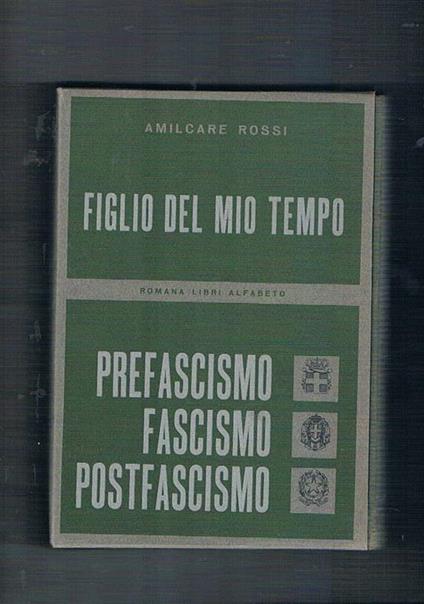 AMILCARE ROSSI
FIGLIO DEL MIO TEMPO
ROMANA LIBRI ALFABETO
PREFASCISMO
FASCISMO
POSTFASCISMO